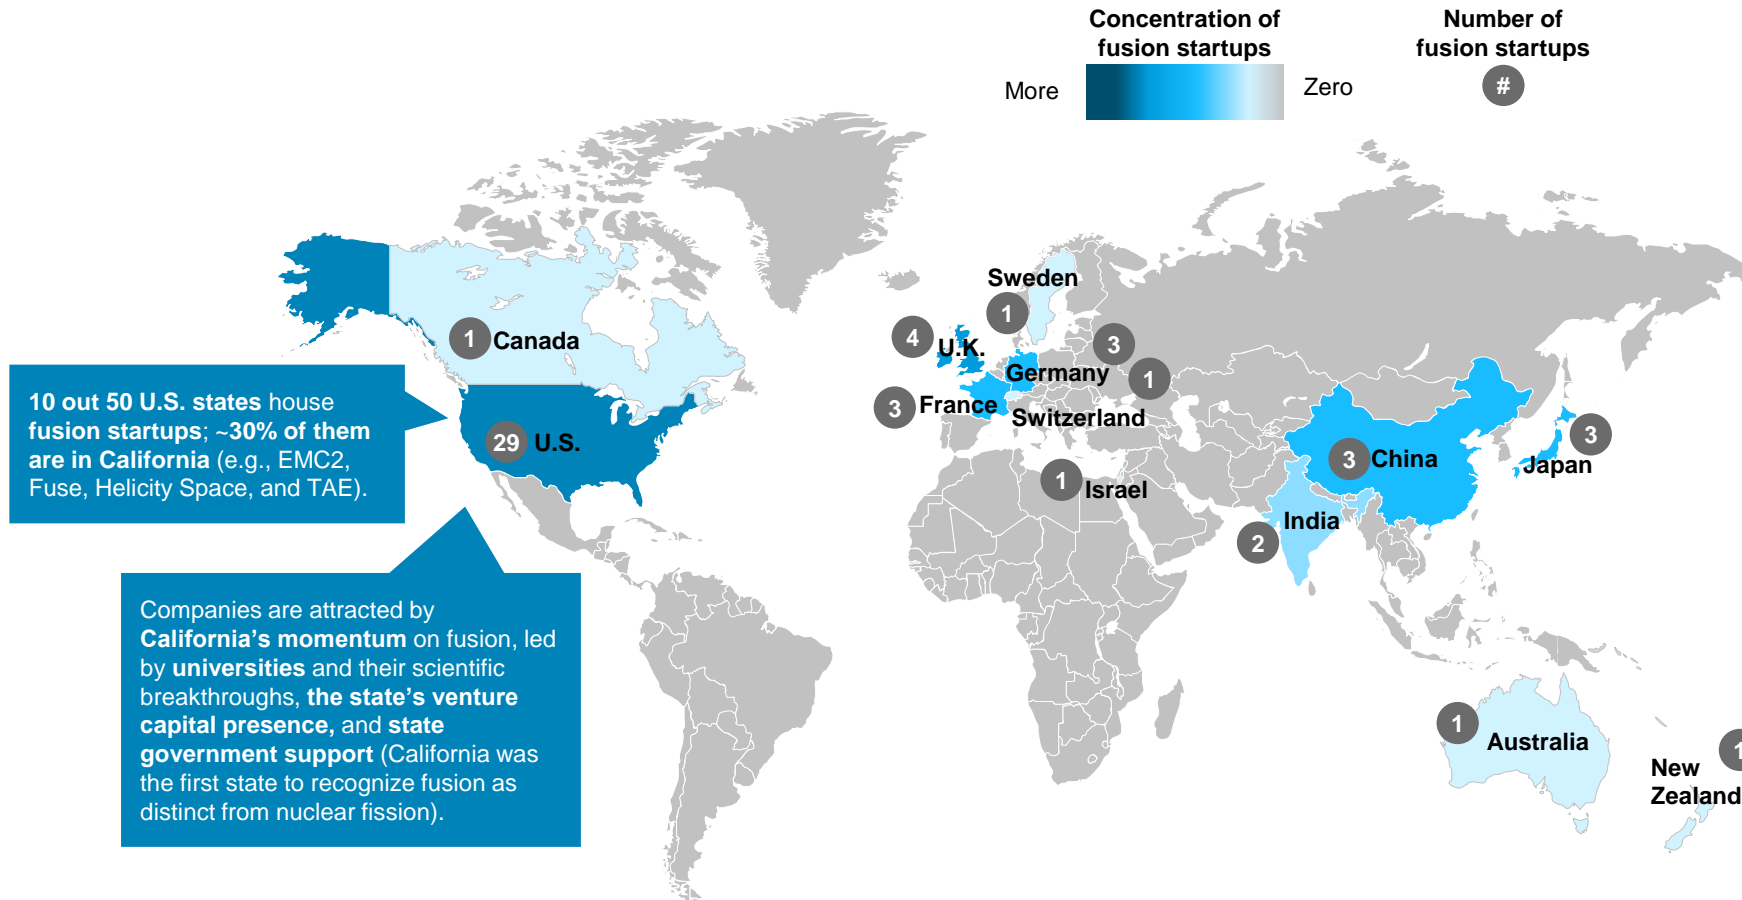 Concentration of
fusion startups
Number of
fusion startups
More
Zero
#
Sweden
1
4
U.K.
3
Germany
1
1
Canada
3
France
Switzerland
10 out 50 U.S. states house
fusion startups; ~30% of them
are in California (e.g., EMC2,
Fuse, Helicity Space, and TAE).
29
U.S.
3
China
3
Japan
1
Israel
India
2
Companies are attracted by
California’s momentum on fusion, led
by universities and their scientific
breakthroughs, the state’s venture
capital presence, and state
government support (California was
the first state to recognize fusion as
distinct from nuclear fission).
1
Australia
1
New
Zealand